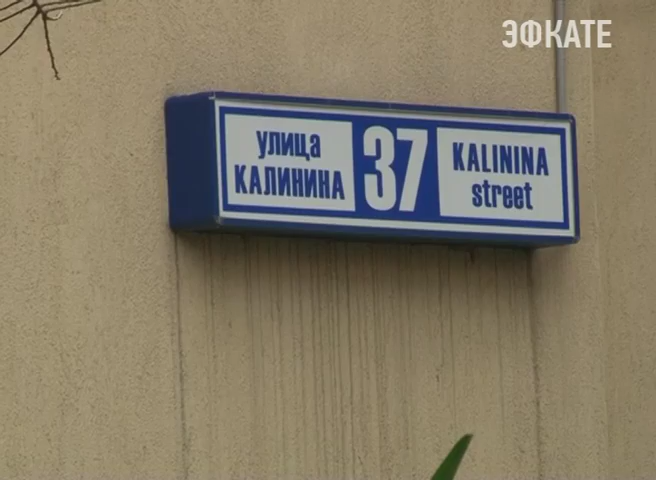 ЭФКАТЕ
улица
КАЛИНИНА
37
KALININA
street